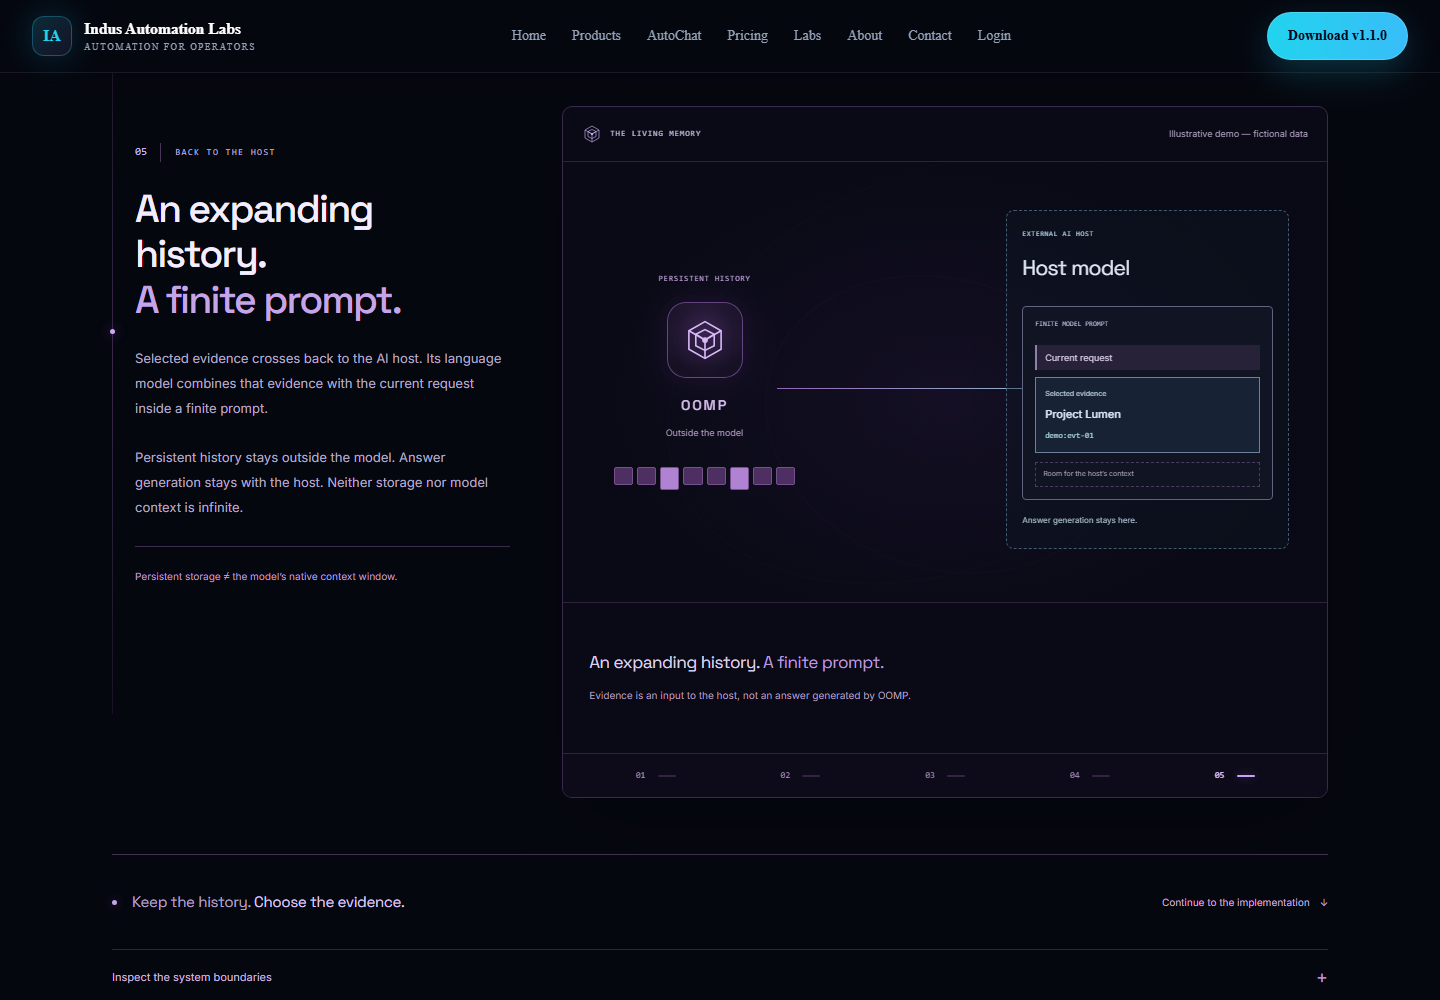 IA
Indus Automation Labs
AUTOMATION FOR OPERATORS
Home
Products
AutoChat
Pricing
Labs
About
Contact
Login
Download v1.1.0
05
BACK TO THE HOST
An expanding
history.
A finite prompt.
Selected evidence crosses back to the AI host. Its language
model combines that evidence with the current request
inside a finite prompt.
Persistent history stays outside the model. Answer
generation stays with the host. Neither storage nor model
context is infinite.
Persistent storage ≠ the model's native context window.
THE LIVING MEMORY
Illustrative demo — fictional data
PERSISTENT HISTORY
OOMP
Outside the model
EXTERNAL AI HOST
Host model
FINITE MODEL PROMPT
Current request
Selected evidence
Project Lumen
demo:evt-01
Room for the host's context
Answer generation stays here.
An expanding history. A finite prompt.
Evidence is an input to the host, not an answer generated by OOMP.
01
02
03
04
05
Keep the history. Choose the evidence.
Continue to the implementation ↓
Inspect the system boundaries
+